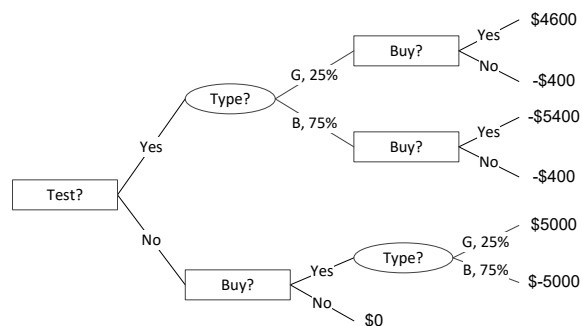 $4600
Yes
Buy?
G, 25%
No
-$400
Type?
B, 75%
-$5400
Yes
Buy?
No
-$400
Yes
Test?
No
$5000
G, 25%
Type?
Yes
B, 75%
$-5000
Buy?
No
$0